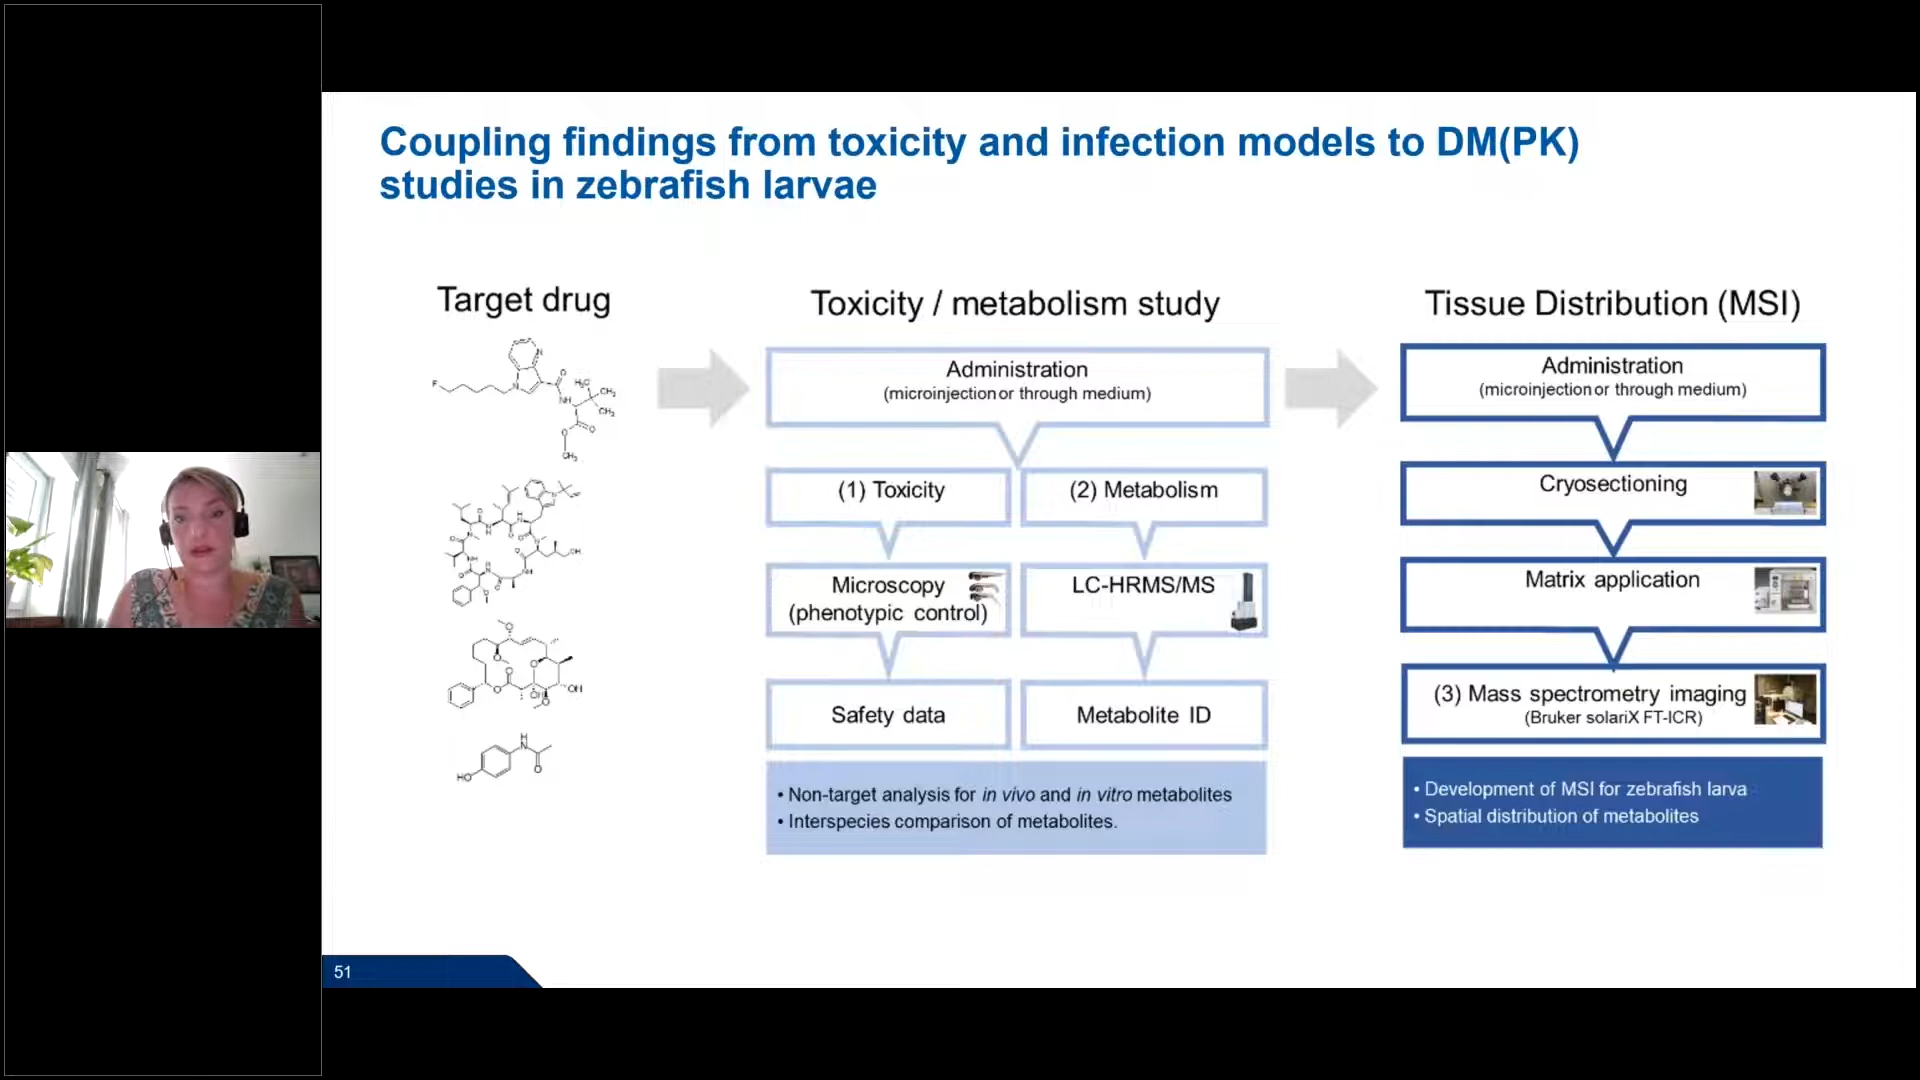 Coupling findings from toxicity and infection models to DM(PK)
studies in zebrafish larvae
Target drug
Toxicity / metabolism study
Administration
(microinjection or through medium)
(1) Toxicity
(2) Metabolism
Microscopy
(phenotypic control)
LC-HRMS/MS
Safety data
Metabolite ID
• Non-target analysis for in vivo and in vitro metabolites
• Interspecies comparison of metabolites.
Tissue Distribution (MSI)
Administration
(microinjection or through medium)
Cryosectioning
Matrix application
(3) Mass spectrometry imaging
(Bruker solariX FT-ICR)
• Development of MSI for zebrafish larva
• Spatial distribution of metabolites
51